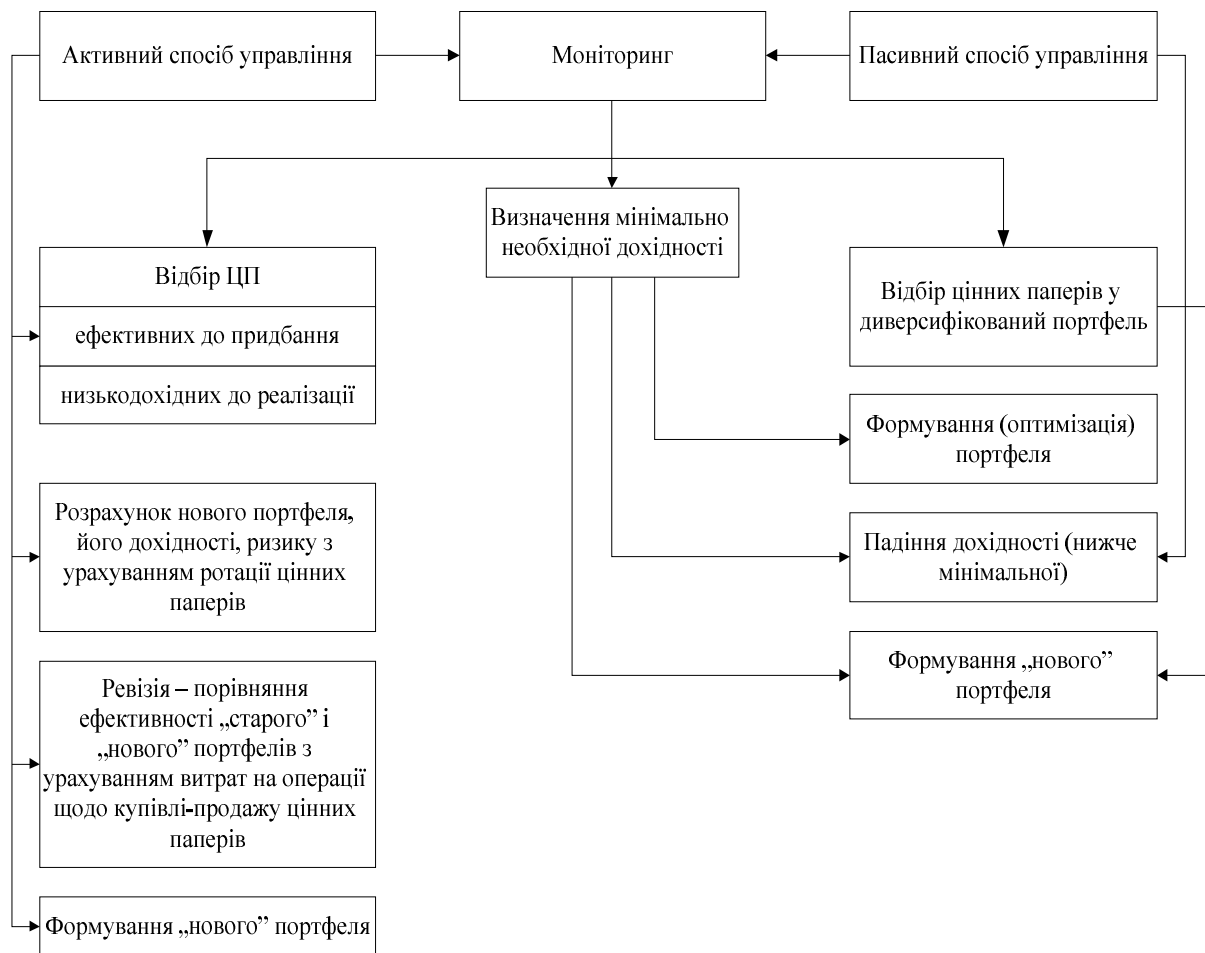 Активний спосіб управління
Моніторинг
Пасивний спосіб управління
Визначення мінімально
необхідної дохідності
Відбір ЦП
ефективних до придбання
низькодохідних до реалізації
Відбір цінних паперів у
диверсифікований портфель
Формування (оптимізація)
портфеля
Розрахунок нового портфеля,
його дохідності, ризику з
урахуванням ротації цінних
паперів
Падіння дохідності (нижче
мінімальної)
Формування „нового”
портфеля
Ревізія – порівняння
ефективності „старого” і
„нового” портфелів з
урахуванням витрат на операції
щодо купівлі-продажу цінних
паперів
Формування „нового” портфеля